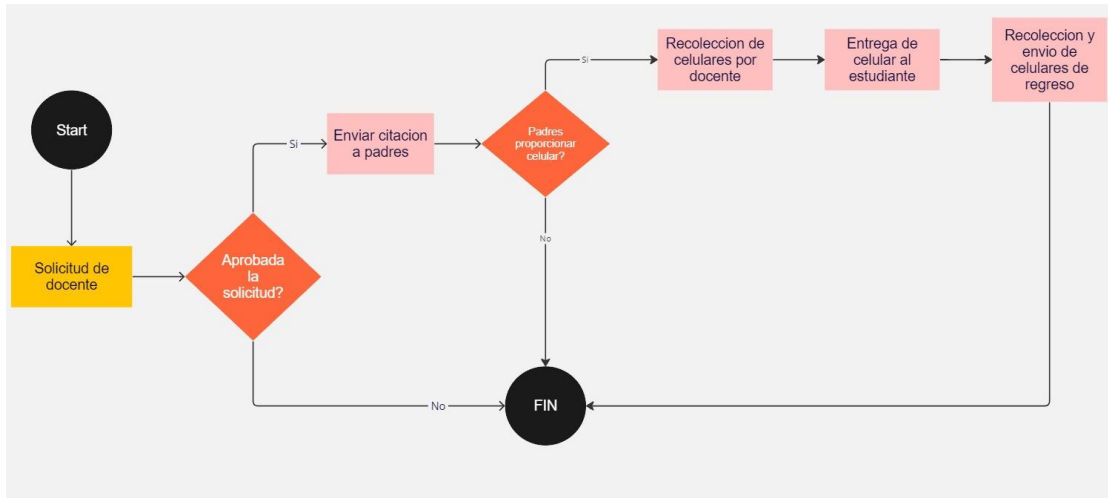 Start
Solicitud de
docente
Aprobada
la
solicitud?
Si
No
Enviar citacion
a padres
Padres
proporcionar
celular?
Si
No
Recoleccion de
celulares por
docente
Entrega de
celular al
estudiante
Recoleccion y
envio de
celulares de
regreso
FIN